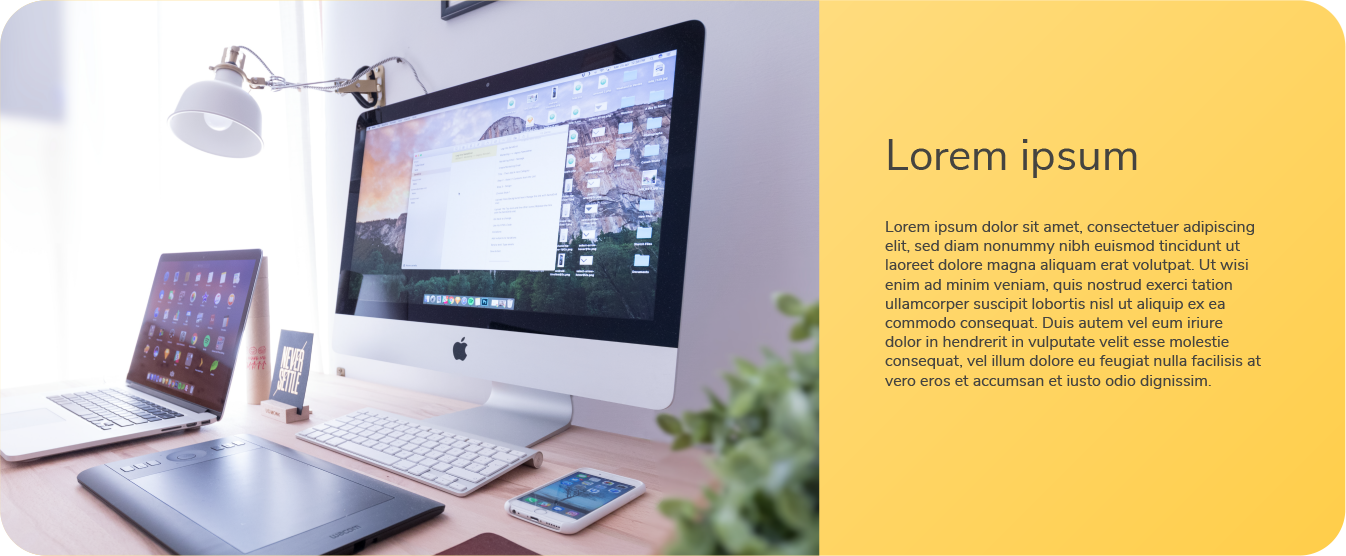 NEVER
SETTLE
wacom
Lorem ipsum
Lorem ipsum dolor sit amet, consectetuer adipiscing
elit, sed diam nonummy nibh euismod tincidunt ut
laoreet dolore magna aliquam erat volutpat. Ut wisi
enim ad minim veniam, quis nostrud exerci tation
ullamcorper suscipit lobortis nisl ut aliquip ex ea
commodo consequat. Duis autem vel eum iriure
dolor in hendrerit in vulputate velit esse molestie
consequat, vel illum dolore eu feugiat nulla facilisis at
vero eros et accumsan et iusto odio dignissim.